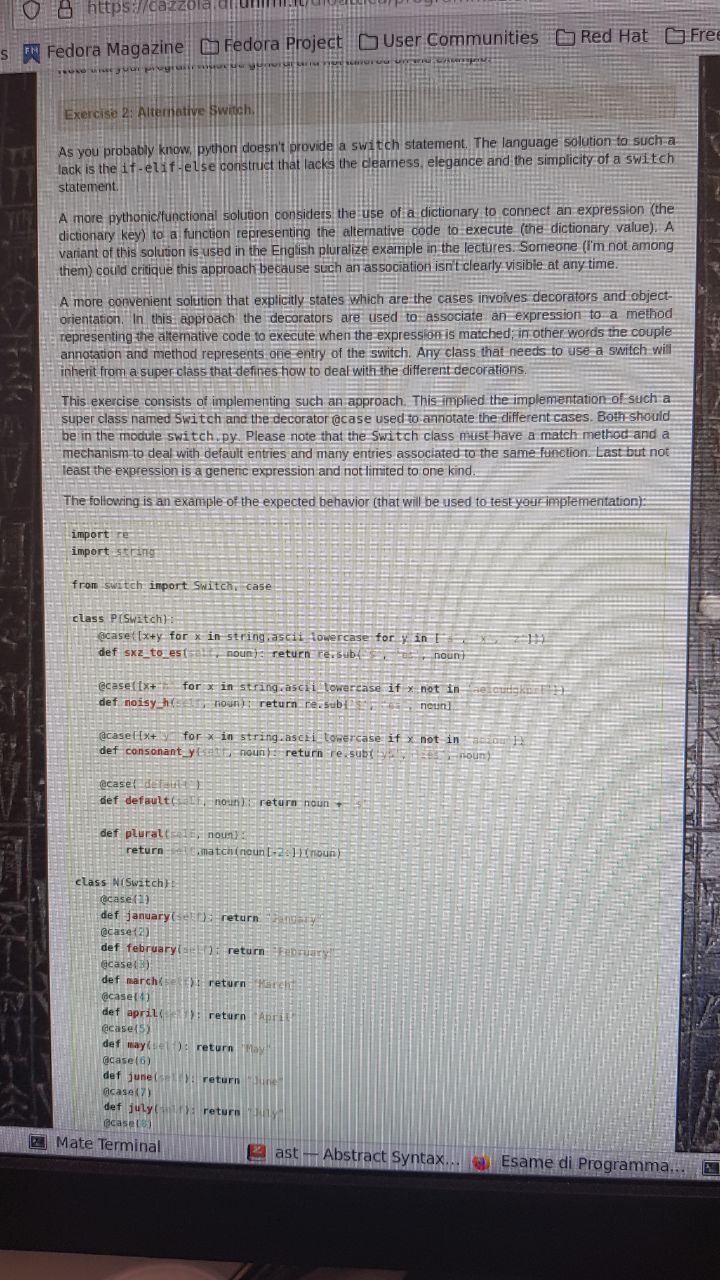 https://cazzola.di.unimi.it/
Fedora Magazine Fedora Project User Communities Red Hat Free
Exercise 2: Alternative Switch.
As you probably know, python doesn't provide a switch statement. The language solution to such a
lack is the if-elif-else construct that lacks the clearness, elegance and the simplicity of a switch
statement.
A more pythonic/functional solution considers the use of a dictionary to connect an expression (the
dictionary key) to a function representing the alternative code to execute (the dictionary value). A
variant of this solution is used in the English pluralize example in the lectures. Someone (I'm not among
them) could critique this approach because such an association isn't clearly visible at any time.
A more convenient solution that explicitly states which are the cases involves decorators and object-
orientation. In this approach the decorators are used to associate an expression to a method
representing the alternative code to execute when the expression is matched; in other words the couple
annotation and method represents one entry of the switch. Any class that needs to use a switch will
inherit from a super class that defines how to deal with the different decorations.
This exercise consists of implementing such an approach. This implied the implementation of such a
super class named Switch and the decorator @case used to annotate the different cases. Both should
be in the module switch.py. Please note that the Switch class must have a match method and a
mechanism to deal with default entries and many entries associated to the same function. Last but not
least the expression is a generic expression and not limited to one kind.
The following is an example of the expected behavior (that will be used to test your implementation):
import re
import string
from switch import Switch, case
class P(Switch):
@case([x+y for x in string.ascii_lowercase for y in [
def sxz_to_es(self, noun): return re.sub('$', 'es', noun)
@case([x+ for x in string.ascii_lowercase if x not in
def noisy_h(self, noun): return re.sub('$', 'es', noun)
@case([x+'y' for x in string.ascii_lowercase if x not in
def consonant_y(self, noun): return re.sub( noun)
@case('default')
def default(self, noun): return noun +
def plural(self, noun):
return self.match(noun[-2:])(noun)
class N(Switch):
@case(1)
def january(self): return "January"
@case(2)
def february(self): return "February"
@case(3)
def march(self): return "March"
@case(4)
def april(self): return "April"
@case(5)
def may(self): return "May"
@case(6)
def june(self): return "June"
@case(7)
def july(self): return "July"
@case(8)
Mate Terminal ast — Abstract Syntax... Esame di Programma...